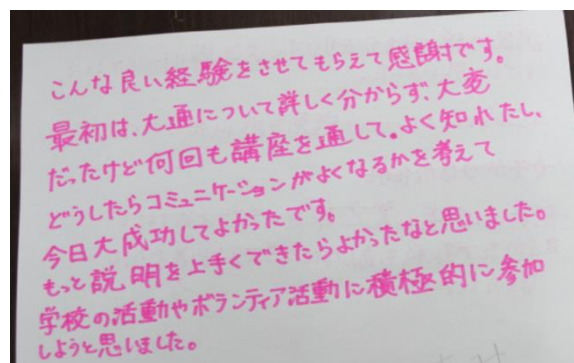 こんな良い経験をさせてもらえて感謝です。
最初は、大通について詳しく分からず、大変
だったけど何回も講座を通して。よく知れたし、
どうしたらコミュニケーションがよくなるかを考えて
今日大成功してよかったです。
もっと説明を上手くできたらよかったなと思いました。
学校の活動やボランティア活動に積極的に参加
しようと思いました。